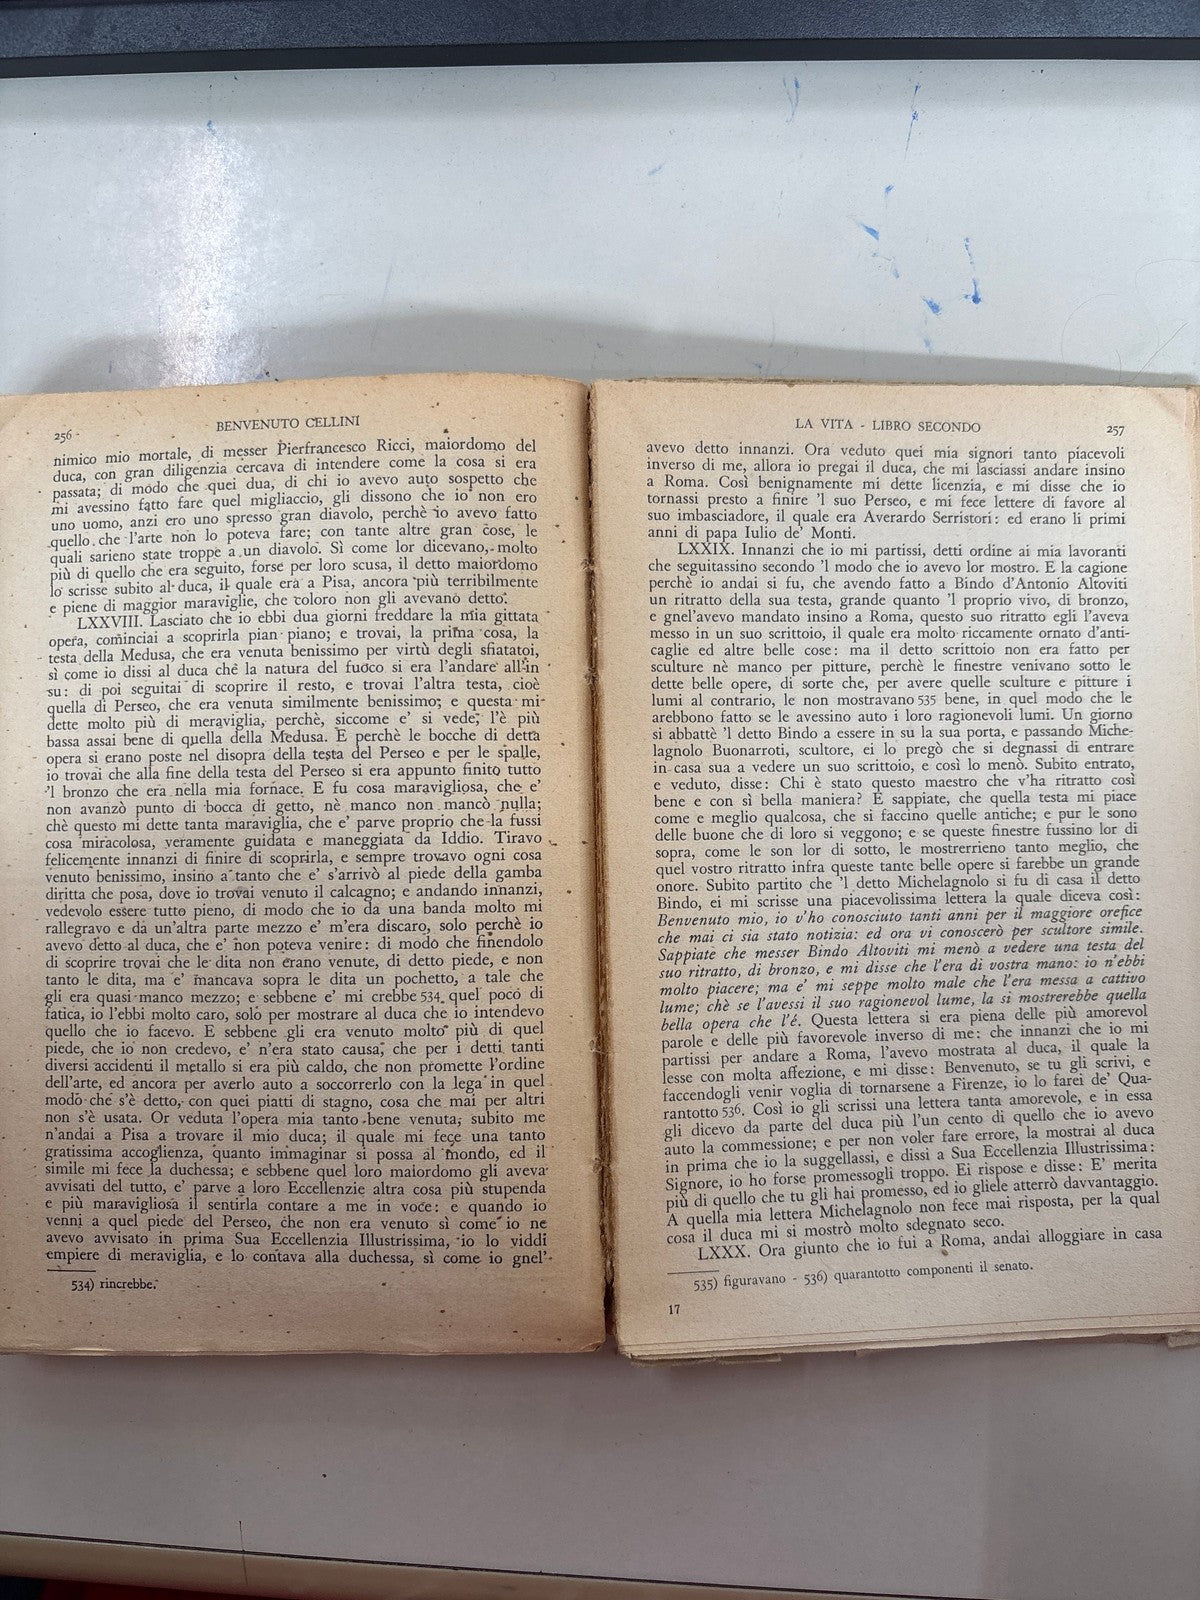 256
BENVENUTO CELLINI
nimico mio mortale, di messer Pierfrancesco Ricci, maiordomo del
duca, con gran diligenzia cercava di intendere come la cosa si era
passata; di modo che quei dua, di chi io avevo auto sospetto che
mi avessino fatto fare quel migliaccio, gli dissono che io non ero
uno uomo, anzi ero uno spresso gran diavolo, perchè io avevo fatto
quello che l'arte non lo poteva fare; con tante altre gran cose, le
quali sarieno state troppe a un diavolo. Sì come lor dicevano, molto
più di quello che era seguito, forse per loro scusa, il detto maiordomo
lo scrisse subito al duca, il quale era a Pisa, ancora più terribilmente
e piene di maggior maraviglie, che coloro non gli avevano detto.
LXXVIII. Lasciato che io ebbi dua giorni freddare la mia gittata
opera, cominciai a scoprirla pian piano; e trovai, la prima cosa, la
testa della Medusa, che era venuta benissimo per virtù degli sfiatatoi,
sì come io dissi al duca chè la natura del fuoco si era l'andare all'in
su: di poi seguitai di scoprire il resto, e trovai l'altra testa, cioè
quella di Perseo, che era venuta similmente benissimo; e questa mi
dette molto più di meraviglia, perchè, siccome e' si vede, l'è più
bassa assai bene di quella della Medusa. E perchè le bocche di detta
opera si erano poste nel disopra della testa del Perseo e per le spalle,
io trovai che alla fine della testa del Perseo si era appunto finito tutto
'l bronzo che era nella mia fornace. E fu cosa maravigliosa, che e'
non avanzò punto di bocca di getto, nè manco non mancò nulla;
chè questo mi dette tanta maraviglia, che e' parve proprio che la fussi
cosa miracolosa, veramente guidata e maneggiata da Iddio. Tiravo
felicemente innanzi di finire di scoprirla, e sempre trovavo ogni cosa
venuto benissimo, insino a tanto che e' s'arrivò al piede della gamba
diritta che posa, dove io trovai venuto il calcagno; e andando innanzi,
vedevolo essere tutto pieno, di modo che io da una banda molto mi
rallegravo e da un'altra parte mezzo e' m'era discaro, solo perchè io
avevo detto al duca, che e' non poteva venire: di modo che finendolo
di scoprire trovai che le dita non erano venute, di detto piede, e non
tanto le dita, ma e' mancava sopra le dita un pochetto, a tale che
gli era quasi manco mezzo; e sebbene e' mi crebbe 534 quel poco di
fatica, io l'ebbi molto caro, solo per mostrare al duca che io intendevo
quello che io facevo. E sebbene gli era venuto molto più di quel
piede, che io non credevo, e' n'era stato causa, che per i detti tanti
diversi accidenti il metallo si era più caldo, che non promette l'ordine
dell'arte, ed ancora per averlo auto a soccorrerlo con la lega in quel
modo che s'è detto, con quei piatti di stagno, cosa che mai per altri
non s'è usata. Or veduta l'opera mia tanto bene venuta, subito me
n'andai a Pisa a trovare il mio duca; il quale mi fece una tanto
gratissima accoglienza, quanto immaginar si possa al mondo, ed il
simile mi fece la duchessa; e sebbene quel loro maiordomo gli aveva
avvisati del tutto, e' parve a loro Eccellenzie altra cosa più stupenda
e più maravigliosa il sentirla contare a me in voce: e quando io
venni a quel piede del Perseo, che non era venuto sì come io ne
avevo avvisato in prima Sua Eccellenzia Illustrissima, io lo viddi
empiere di meraviglia, e lo contava alla duchessa, sì come io gnel'
534) rincrebbe.
LA VITA - LIBRO SECONDO
257
avevo detto innanzi. Ora veduto quei mia signori tanto piacevoli
inverso di me, allora io pregai il duca, che mi lasciassi andare insino
a Roma. Così benignamente mi dette licenzia, e mi disse che io
tornassi presto a finire 'l suo Perseo, e mi fece lettere di favore al
suo imbasciadore, il quale era Averardo Serristori: ed erano li primi
anni di papa Iulio de' Monti.
LXXIX. Innanzi che io mi partissi, detti ordine ai mia lavoranti
che seguitassino secondo 'l modo che io avevo lor mostro. E la cagione
perchè io andai si fu, che avendo fatto a Bindo d'Antonio Altoviti
un ritratto della sua testa, grande quanto 'l proprio vivo, di bronzo,
e gnel'avevo mandato insino a Roma, questo suo ritratto egli l'aveva
messo in un suo scrittoio, il quale era molto riccamente ornato d'anti-
caglie ed altre belle cose: ma il detto scrittoio non era fatto per
sculture nè manco per pitture, perchè le finestre venivano sotto le
dette belle opere, di sorte che, per avere quelle sculture e pitture i
lumi al contrario, le non mostravano 535 bene, in quel modo che le
arebbono fatto se le avessino auto i loro ragionevoli lumi. Un giorno
si abbattè 'l detto Bindo a essere in su la sua porta, e passando Miche-
lagnolo Buonarroti, scultore, ei lo pregò che si degnassi di entrare
in casa sua a vedere un suo scrittoio, e così lo menò. Subito entrato,
e veduto, disse: Chi è stato questo maestro che v'ha ritratto così
bene e con sì bella maniera? E sappiate, che quella testa mi piace
come e meglio qualcosa, che si faccino quelle antiche; e pur le sono
delle buone che di loro si veggono; e se queste finestre fussino lor di
sopra, come le son lor di sotto, le mostrerrieno tanto meglio, che
quel vostro ritratto infra queste tante belle opere si farebbe un grande
onore. Subito partito che 'l detto Michelagnolo si fu di casa il detto
Bindo, ei mi scrisse una piacevolissima lettera la quale diceva così:
Benvenuto mio, io v'ho conosciuto tanti anni per il maggiore orefice
che mai ci sia stato notizia: ed ora vi conoscerò per scultore simile.
Sappiate che messer Bindo Altoviti mi menò a vedere una testa del
suo ritratto, di bronzo, e mi disse che l'era di vostra mano: io n'ebbi
molto piacere; ma e' mi seppe molto male che l'era messa a cattivo
lume; chè se l'avessi il suo ragionevol lume, la si mostrerebbe quella
bella opera che l'é. Questa lettera si era piena delle più amorevol
parole e delle più favorevole inverso di me: che innanzi che io mi
partissi per andare a Roma, l'avevo mostrata al duca, il quale la
lesse con molta affezione, e mi disse: Benvenuto, se tu gli scrivi, e
faccendogli venir voglia di tornarsene a Firenze, io lo farei de' Qua-
rantotto 536. Così io gli scrissi una lettera tanta amorevole, e in essa
gli dicevo da parte del duca più l'un cento di quello che io avevo
auto la commessione; e per non voler fare errore, la mostrai al duca
in prima che io la suggellassi, e dissi a Sua Eccellenzia Illustrissima:
Signore, io ho forse promessogli troppo. Ei rispose e disse: E' merita
più di quello che tu gli hai promesso, ed io gliele atterrò davvantaggio.
A quella mia lettera Michelagnolo non fece mai risposta, per la qual
cosa il duca mi si mostrò molto sdegnato seco.
LXXX. Ora giunto che io fui a Roma, andai alloggiare in casa
535) figuravano - 536) quarantotto componenti il senato.
17